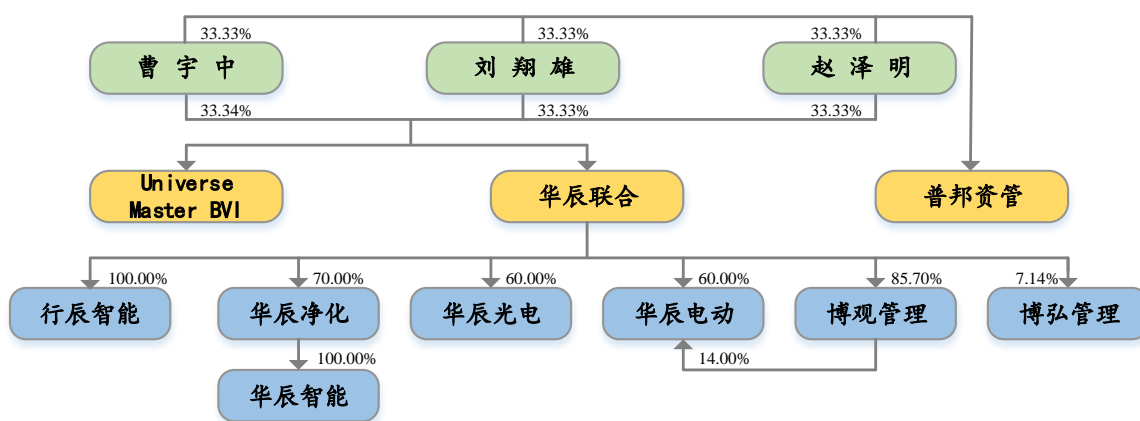 33.33%
33.33%
33.33%
曹 宇 中
刘 翔 雄
赵 泽 明
33.34%
33.33%
33.33%
Universe
Master BVI
华辰联合
普邦资管
100.00%
70.00%
60.00%
60.00%
85.70%
7.14%
行辰智能
华辰净化
华辰光电
华辰电动
博观管理
博弘管理
100.00%
14.00%
华辰智能